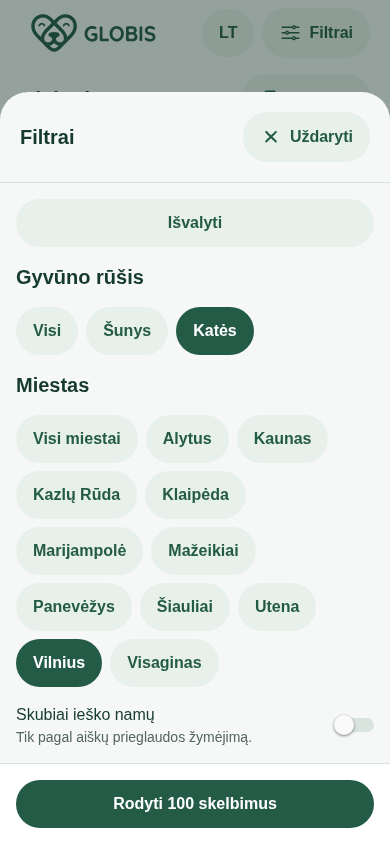 GLOBIS
LT
Filtrai
Filtrai
Uždaryti
Išvalyti
Gyvūno rūšis
Visi
Šunys
Katės
Miestas
Visi miestai
Alytus
Kaunas
Kazlų Rūda
Klaipėda
Marijampolė
Mažeikiai
Panevėžys
Šiauliai
Utena
Vilnius
Visaginas
Skubiai ieško namų
Tik pagal aiškų prieglaudos žymėjimą.
Rodyti 100 skelbimus